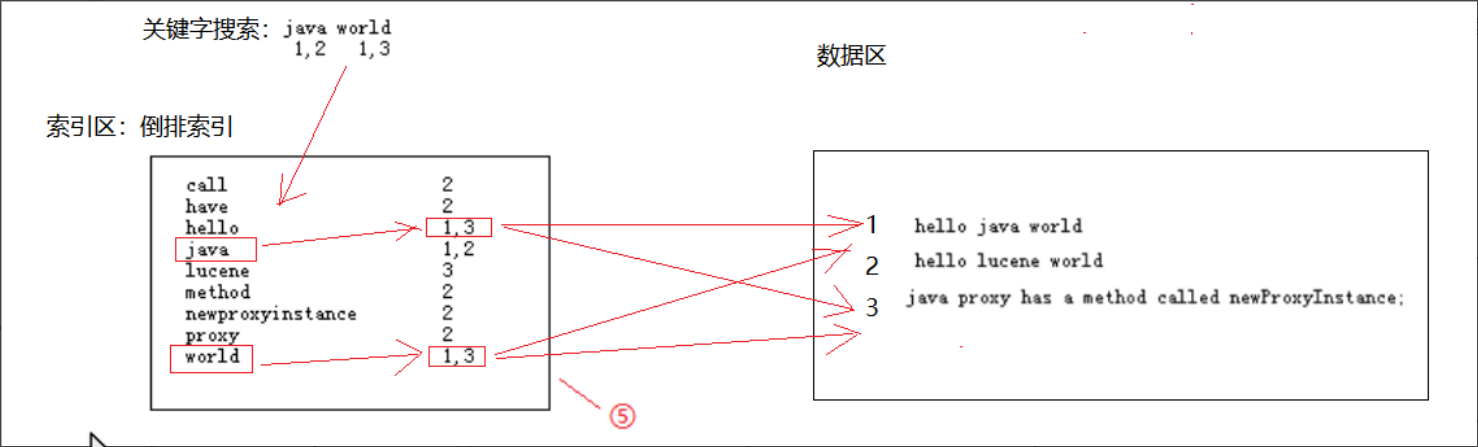 关键字搜索：java world
1,2 1,3
数据区
索引区：倒排索引
call 2
have 2
hello 1,3
java 1,2
lucene 3
method 2
newproxyinstance 2
proxy 2
world 1,3
⑤
1 hello java world
2 hello lucene world
3 java proxy has a method called newProxyInstance;